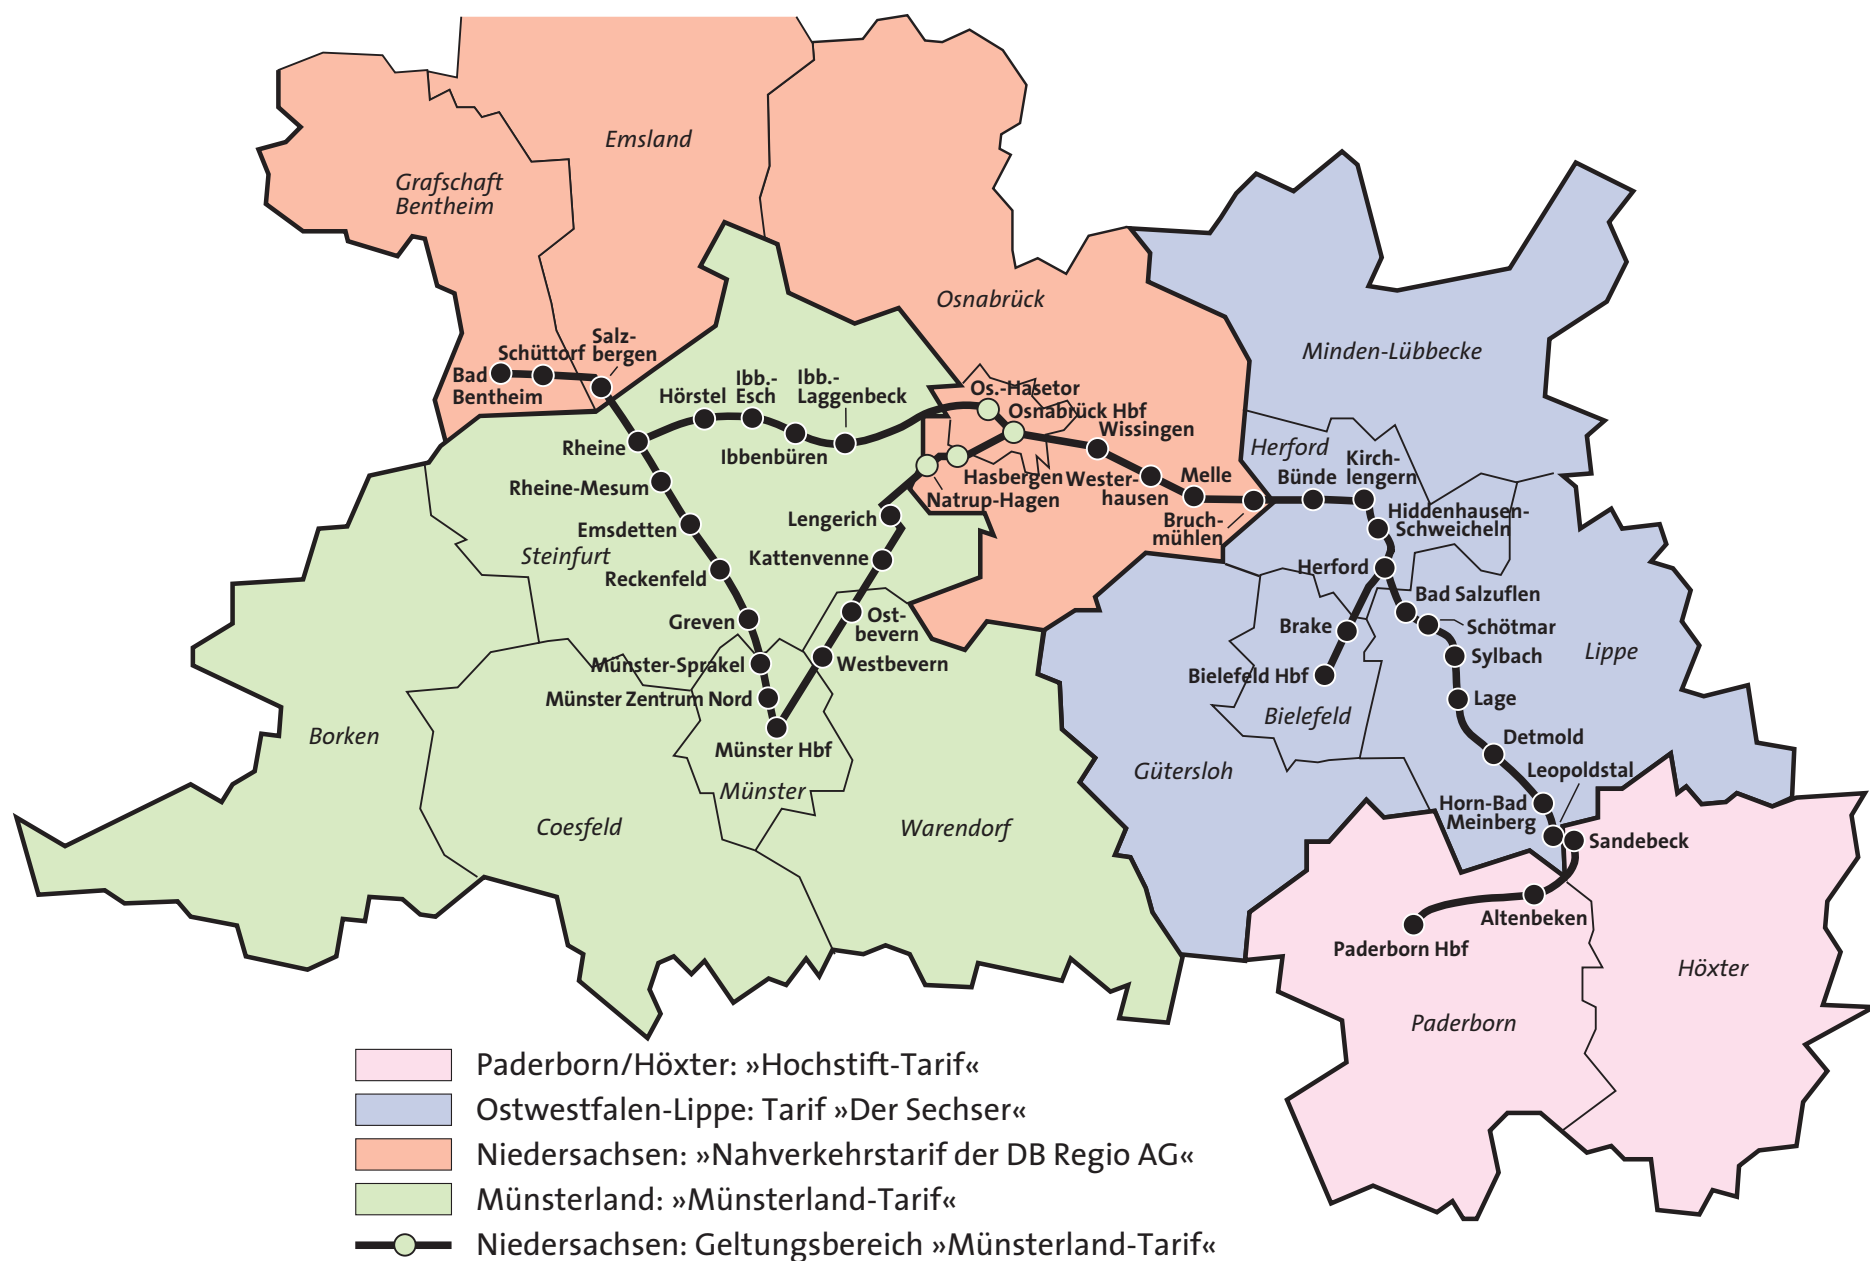 Emsland
Grafschaft
Bentheim
Osnabrück
Minden-Lübbecke
Salz-
bergen
Schüttorf
Bad
Bentheim
Ibb.-
Esch
Ibb.-
Laggenbeck
Hörstel
Os.-Hasetor
Osnabrück Hbf
Wissingen
Rheine
Ibbenbüren
Herford
Kirch-
lengern
Bünde
Hasbergen
Wester-
hausen
Melle
Rheine-Mesum
Natrup-Hagen
Lengerich
Bruch-
mühlen
Hiddenhausen-
Schweicheln
Emsdetten
Steinfurt
Kattenvenne
Herford
Reckenfeld
Bad Salzuflen
Greven
Ost-
bevern
Brake
Schötmar
Münster-Sprakel
Westbevern
Sylbach
Lippe
Bielefeld Hbf
Münster Zentrum Nord
Lage
Bielefeld
Borken
Münster Hbf
Detmold
Gütersloh
Leopoldstal
Münster
Horn-Bad
Meinberg
Coesfeld
Warendorf
Sandebeck
Altenbeken
Paderborn Hbf
Höxter
Paderborn
Paderborn/Höxter: »Hochstift-Tarif«
Ostwestfalen-Lippe: Tarif »Der Sechser«
Niedersachsen: »Nahverkehrstarif der DB Regio AG«
Münsterland: »Münsterland-Tarif«
Niedersachsen: Geltungsbereich »Münsterland-Tarif«